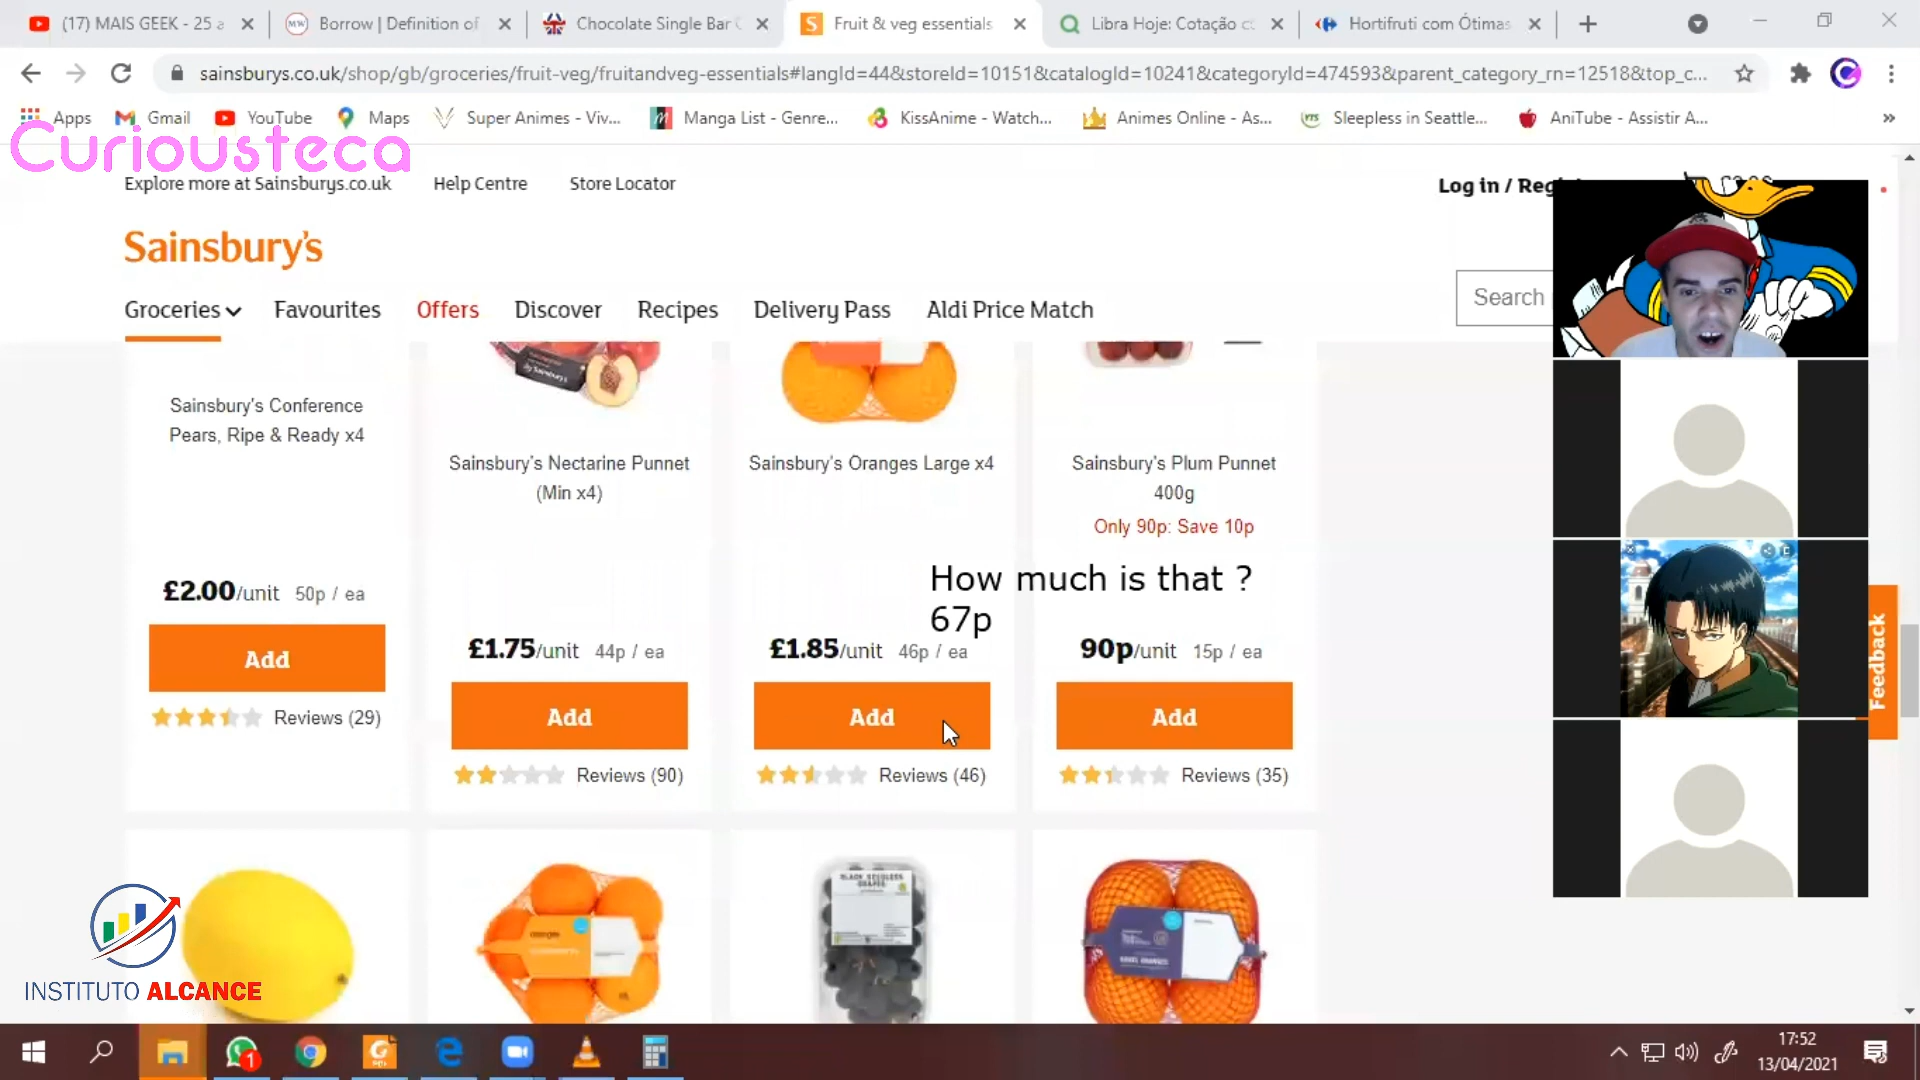 (17) MAIS GEEK - 25 a
Borrow | Definition of
Chocolate Single Bar
Fruit & veg essentials
Libra Hoje: Cotação
Hortifruti com Ótimas
sainsburys.co.uk/shop/gb/groceries/fruit-veg/fruitandveg-essentials#langId=44&storeId=10151&catalogId=10241&categoryId=474593&parent_category_rn=12518&top_c...
Apps
Gmail
YouTube
Maps
Super Animes - Viv...
Manga List - Genre...
KissAnime - Watch...
Animes Online - As...
Sleepless in Seattle...
AniTube - Assistir A...
»
Curiousteca
Explore more at Sainsburys.co.uk
Help Centre
Store Locator
Log in /
Sainsbury's
Groceries
Favourites
Offers
Discover
Recipes
Delivery Pass
Aldi Price Match
Search
Sainsbury's Conference
Pears, Ripe & Ready x4
£2.00/unit 50p / ea
Add
Reviews (29)
Sainsbury's Nectarine Punnet
(Min x4)
£1.75/unit 44p / ea
Add
Reviews (90)
Sainsbury's Oranges Large x4
£1.85/unit 46p / ea
Add
Reviews (46)
Sainsbury's Plum Punnet
400g
Only 90p: Save 10p
90p/unit 15p / ea
Add
Reviews (35)
How much is that ?
67p
Feedback
BLACK SEEDLESS
GRAPES
INSTITUTO ALCANCE
17:52
13/04/2021